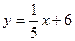 y = 1/5 x ÷ 6